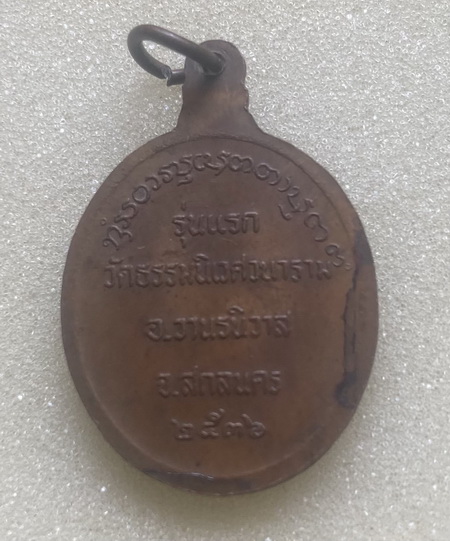 รุ่นแรก
วัดธรรมนิเวศวนาราม
อ.วานรนิวาส
จ.สกลนคร
๒๕๓๖